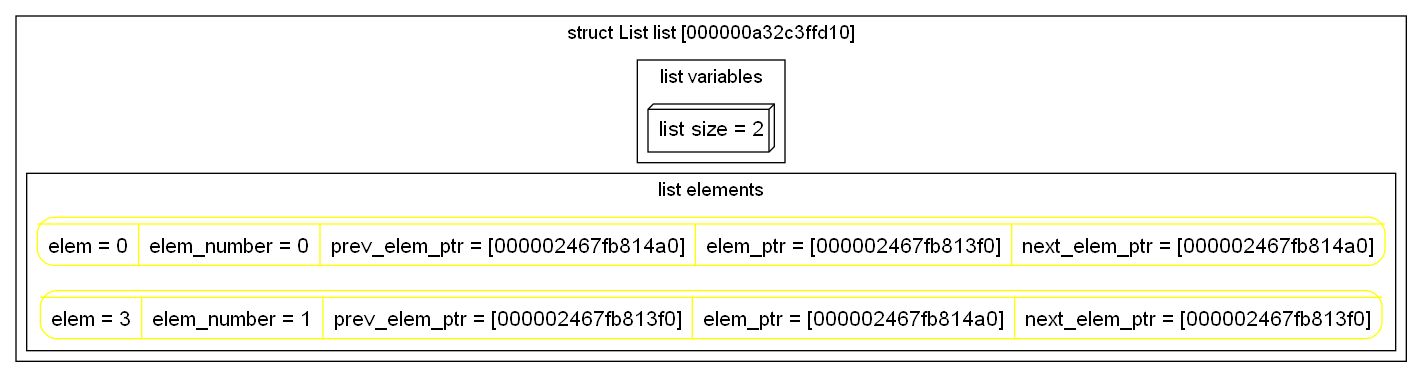 struct List list [000000a32c3ffd10]
list variables
list size = 2
list elements
elem = 0 elem_number = 0 prev_elem_ptr = [000002467fb814a0] elem_ptr = [000002467fb813f0] next_elem_ptr = [000002467fb814a0]
elem = 3 elem_number = 1 prev_elem_ptr = [000002467fb813f0] elem_ptr = [000002467fb814a0] next_elem_ptr = [000002467fb813f0]